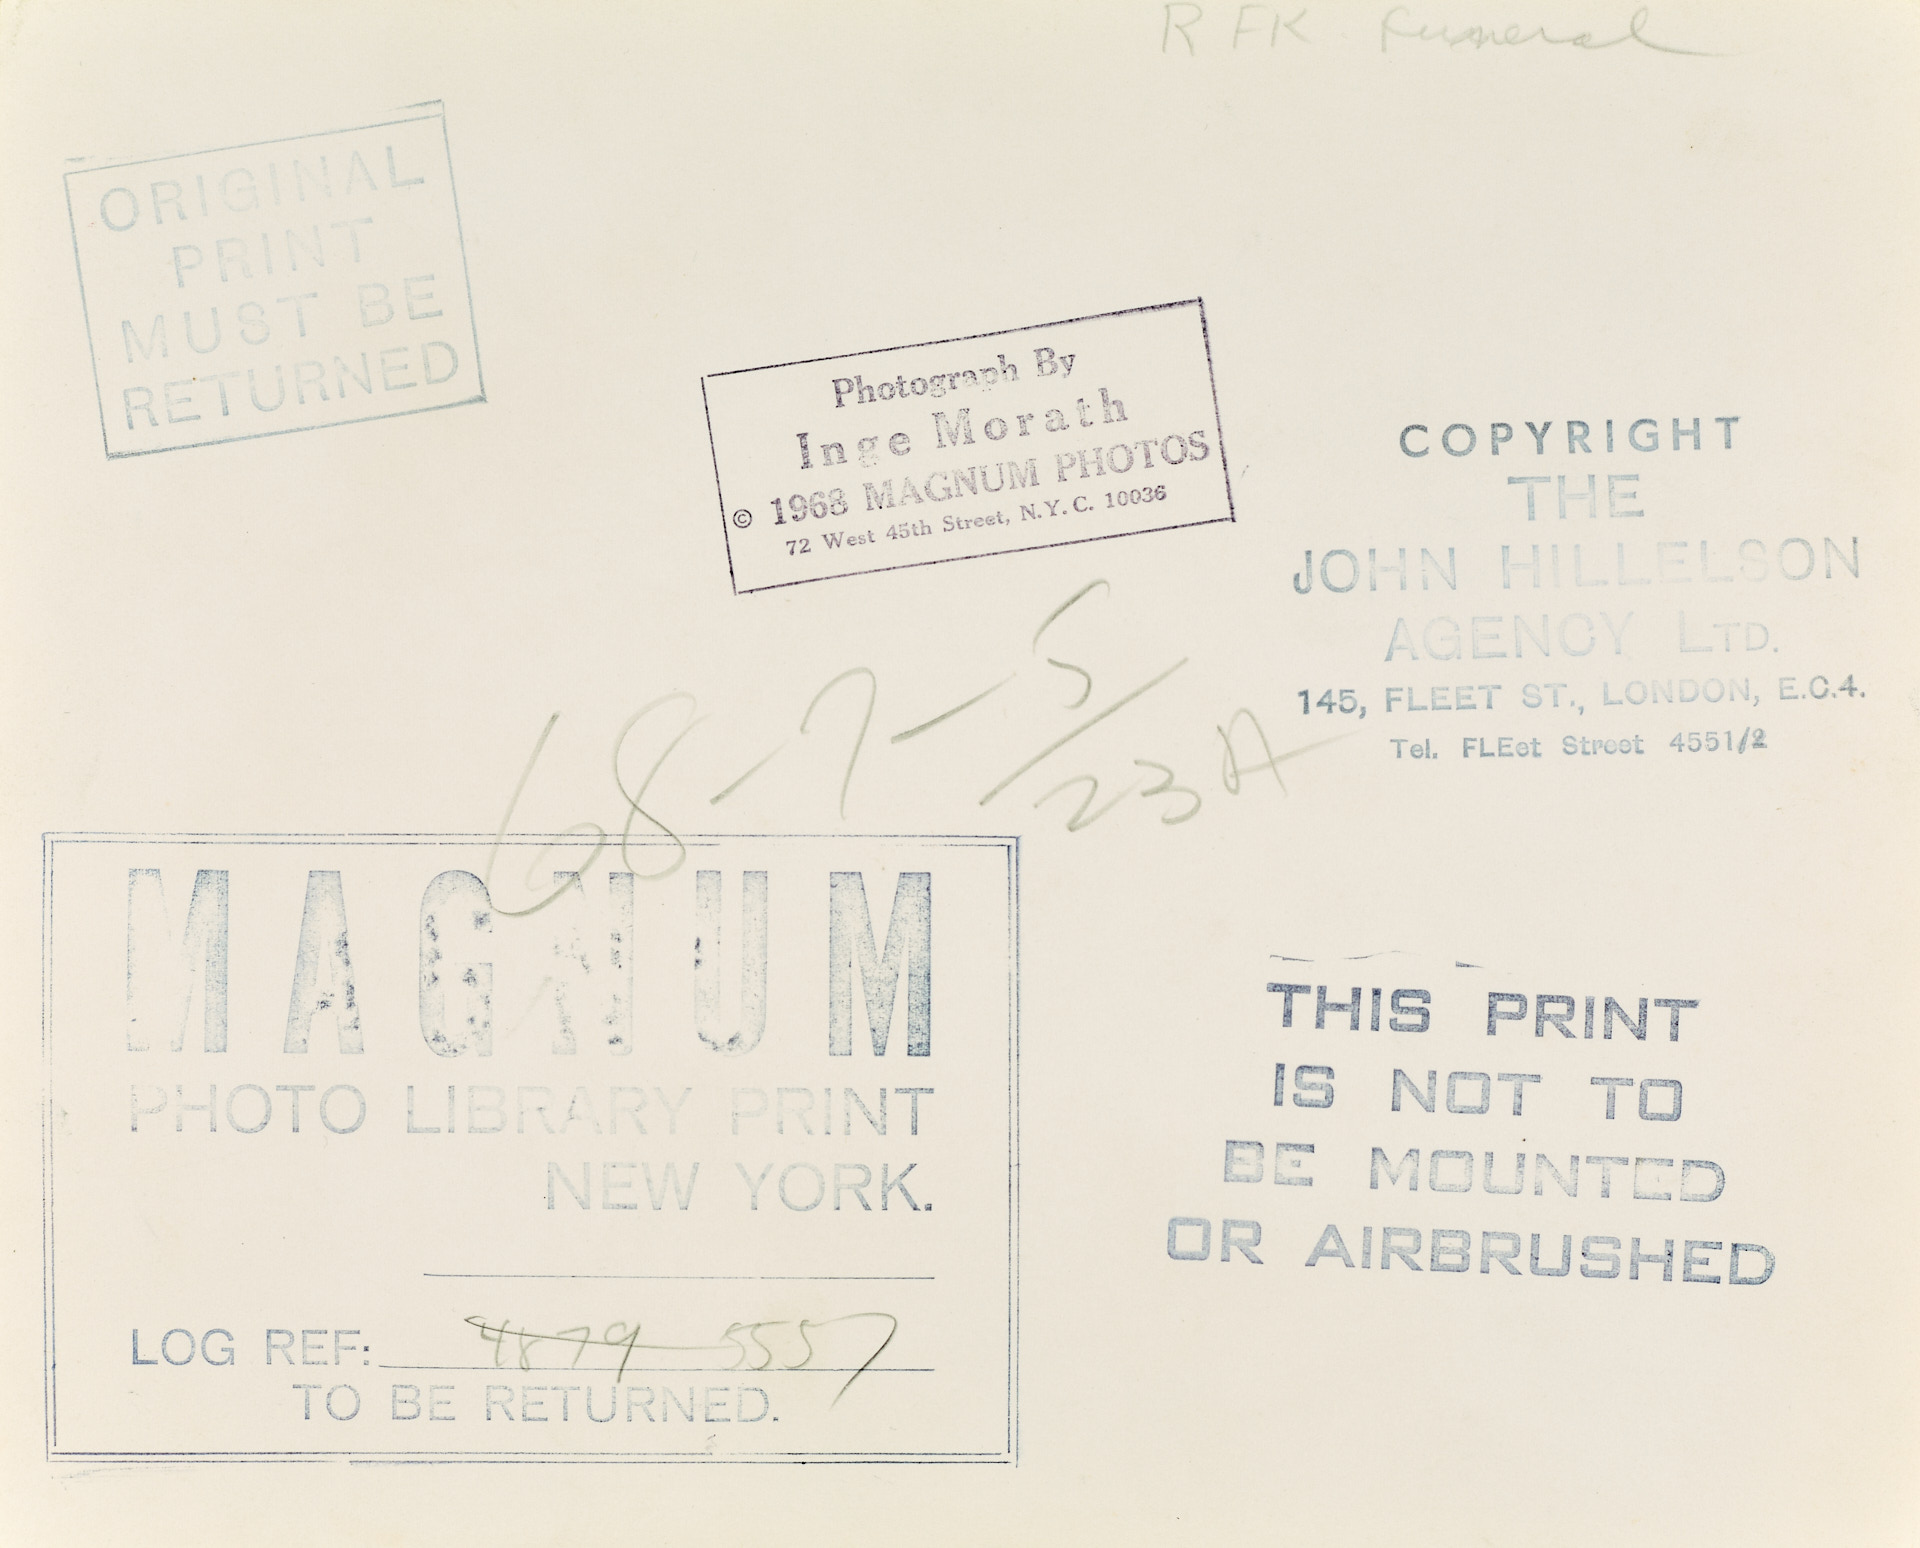 RFK Funeral
ORIGINAL
PRINT
MUST BE
RETURNED
Photograph By
Inge Morath
© 1968 MAGNUM PHOTOS
72 West 45th Street, N.Y.C. 10036
COPYRIGHT
THE
JOHN HILLELSON
AGENCY LTD.
145, FLEET ST., LONDON, E.C.4.
Tel. FLEet Street 4551/2
68-7-5/23A
MAGNUM
PHOTO LIBRARY PRINT
NEW YORK.
LOG REF: 4879-5557
TO BE RETURNED.
THIS PRINT
IS NOT TO
BE MOUNTED
OR AIRBRUSHED